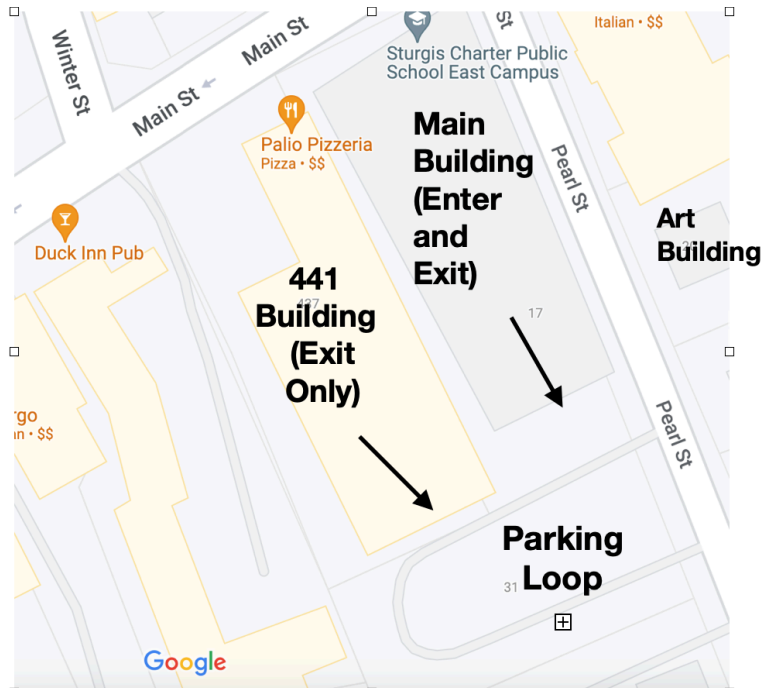 St
Italian • $$
Winter St
Main St
Main St
Sturgis Charter Public
School East Campus
Palio Pizzeria
Pizza • $$
Main
Building
(Enter
and
Exit)
Pearl St
Art
Building
Duck Inn Pub
441
Building
(Exit
Only)
17
rgo
n • $$
Pearl St
Parking
Loop
31
Google